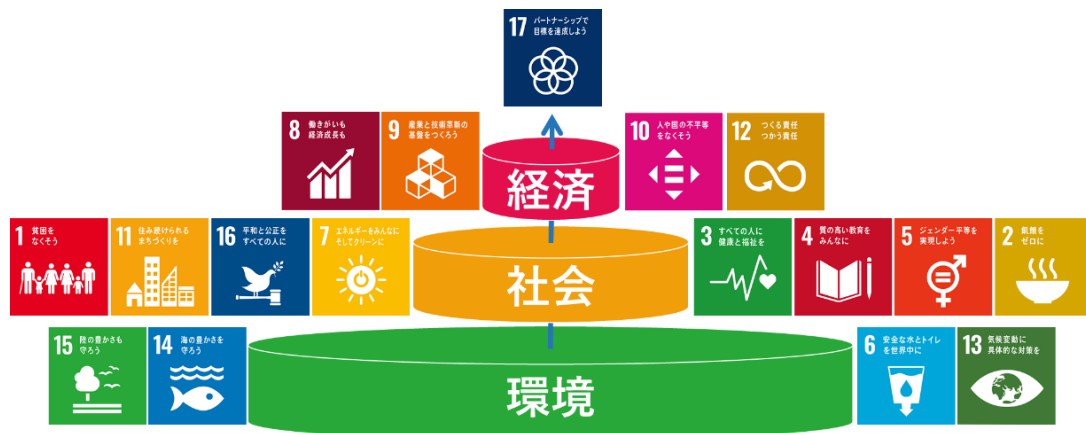 17 パートナーシップで
目標を達成しよう
8 働きがいも
経済成長も
9 産業と技術革新の
基盤をつくろう
経済
10 人や国の不平等
をなくそう
12 つくる責任
つかう責任
1 貧困を
なくそう
11 住み続けられる
まちづくりを
16 平和と公正を
すべての人に
7 エネルギーをみんなに
そしてクリーンに
社会
3 すべての人に
健康と福祉を
4 質の高い教育を
みんなに
5 ジェンダー平等を
実現しよう
2 飢餓を
ゼロに
15 陸の豊かさも
守ろう
14 海の豊かさを
守ろう
環境
6 安全な水とトイレ
を世界中に
13 気候変動に
具体的な対策を